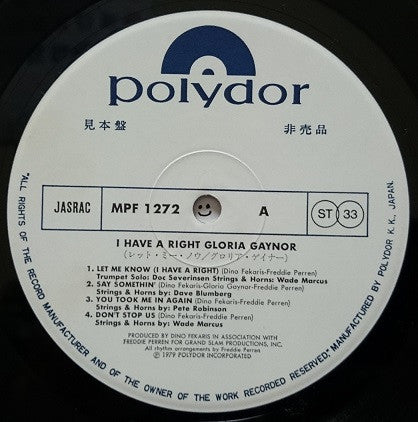 polydor
見本盤 非売品
JASRAC MPF 1272 A ST 33
I HAVE A RIGHT GLORIA GAYNOR
(レット・ミー・ノウ/グロリア・ゲイナー)
1. LET ME KNOW (I HAVE A RIGHT) (Dino Fekaris-Freddie Perren)
Trumpet Solo: Doc Severinsen Strings & Horns: Wade Marcus
2. SAY SOMETHIN' (Dino Fekaris-Gloria Gaynor-Freddie Perren)
Strings & Horns by: Dave Blumberg
3. YOU TOOK ME IN AGAIN (Dino Fekaris-Freddie Perren)
Strings & Horns by: Pete Robinson
4. DON'T STOP US (Dino Fekaris-Freddie Perren)
Strings & Horns by: Wade Marcus
PRODUCED BY DINO FEKARIS IN ASSOCIATION WITH
FREDDIE PERREN FOR GRAND SLAM PRODUCTIONS, INC.
All rhythm arrangements by Freddie Perren
Ⓟ 1979 POLYDOR INCORPORATED
"ALL RIGHTS OF THE RECORD MANUFACTURER AND OF THE OWNER OF THE WORK RECORDED RESERVED," MANUFACTURED BY POLYDOR K. K., JAPAN.